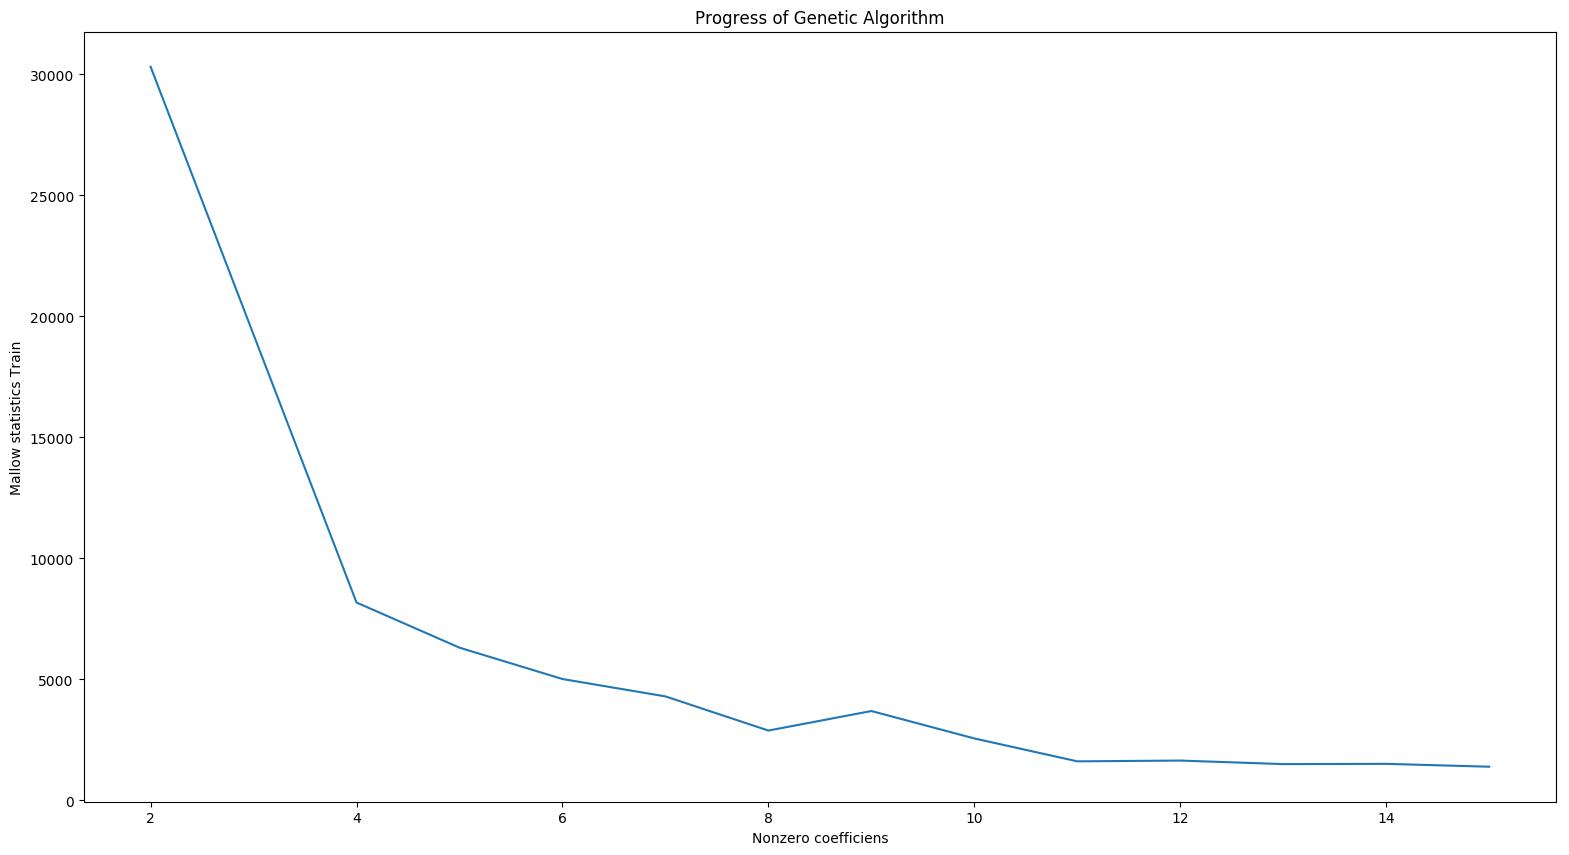 Progress of Genetic Algorithm
30000
25000
20000
15000
10000
5000
0
Mallow statistics Train
2 4 6 8 10 12 14
Nonzero coefficiens